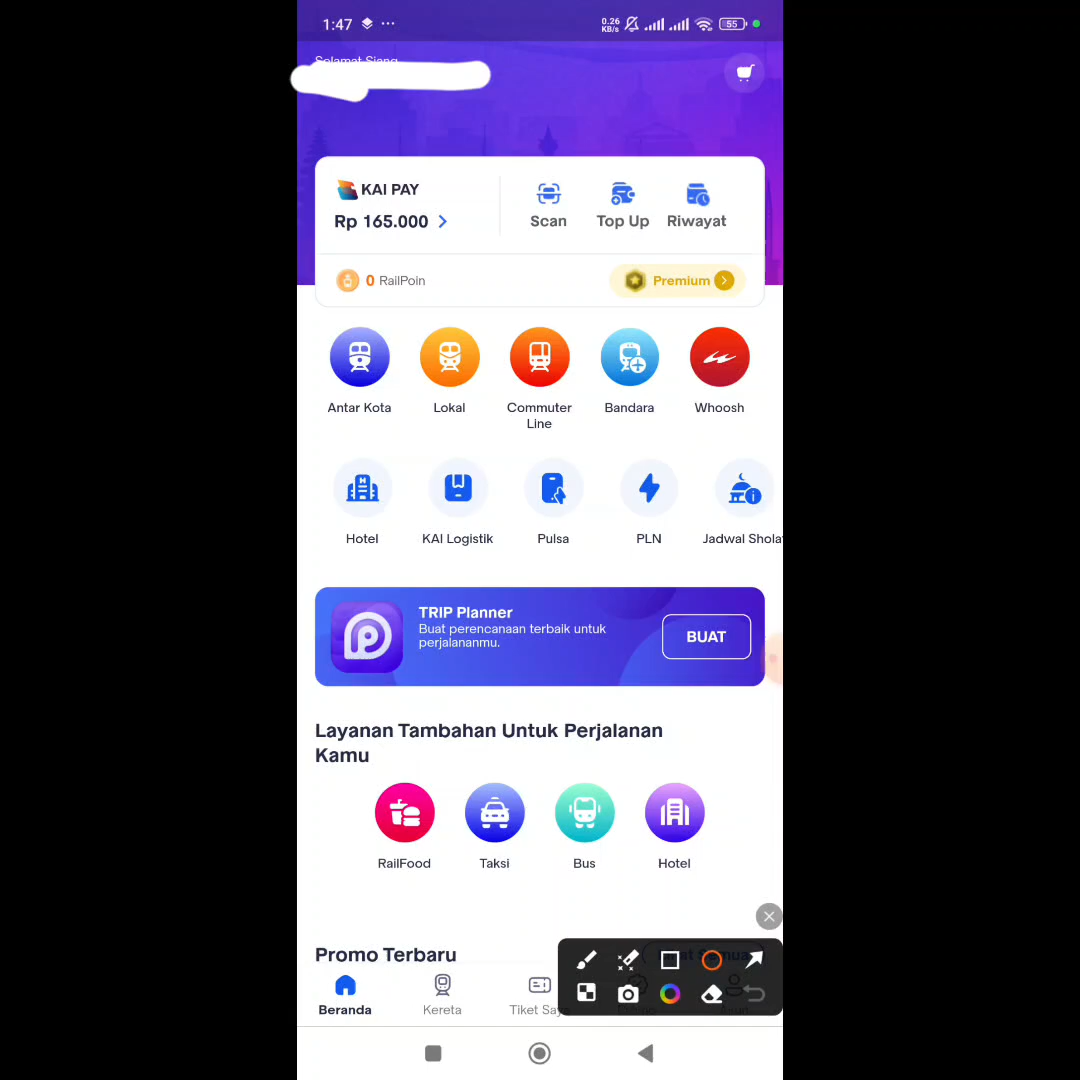 1:47
0.26
KB/s
55
Selamat Siang
KAI PAY
Rp 165.000
Scan
Top Up
Riwayat
0 RailPoin
Premium
Antar Kota
Lokal
Commuter
Line
Bandara
Whoosh
Hotel
KAI Logistik
Pulsa
PLN
Jadwal Shola
TRIP Planner
Buat perencanaan terbaik untuk
perjalananmu.
BUAT
Layanan Tambahan Untuk Perjalanan
Kamu
RailFood
Taksi
Bus
Hotel
Promo Terbaru
Beranda
Kereta
Tiket Say